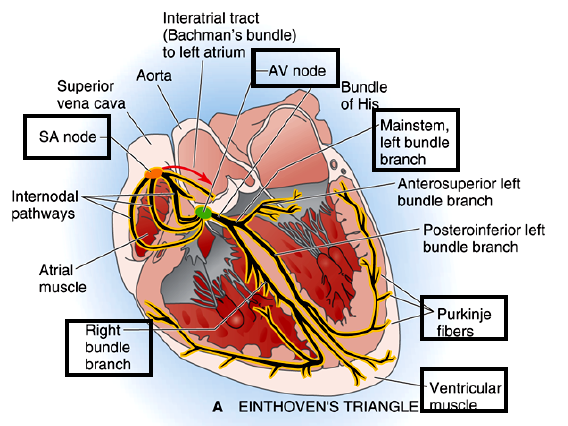 Interatrial tract
(Bachman's bundle)
to left atrium
AV node
Aorta
Bundle
of His
Superior
vena cava
Mainstem,
left bundle
branch
SA node
Anterosuperior left
bundle branch
Internodal
pathways
Posteroinferior left
bundle branch
Atrial
muscle
Purkinje
fibers
Right
bundle
branch
Ventricular
muscle
A EINTHOVEN'S TRIANGLE